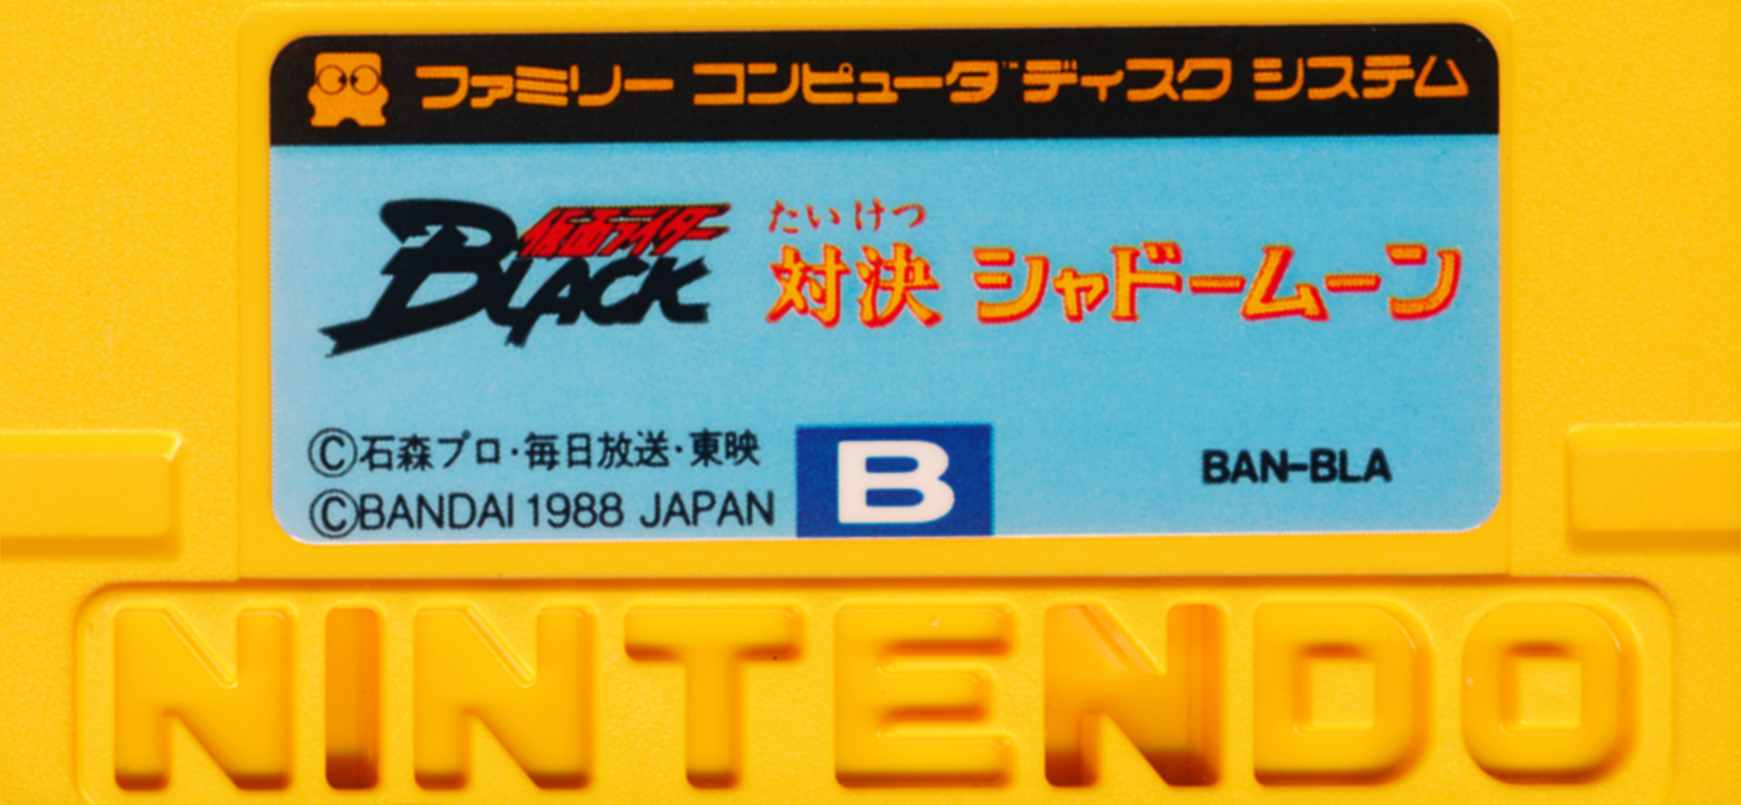 ファミリー コンピュータ™ ディスク システム
仮面ライダー
BLACK
たいけつ
対決 シャドームーン
©石森プロ・毎日放送・東映
©BANDAI 1988 JAPAN
B
BAN-BLA
NINTENDO